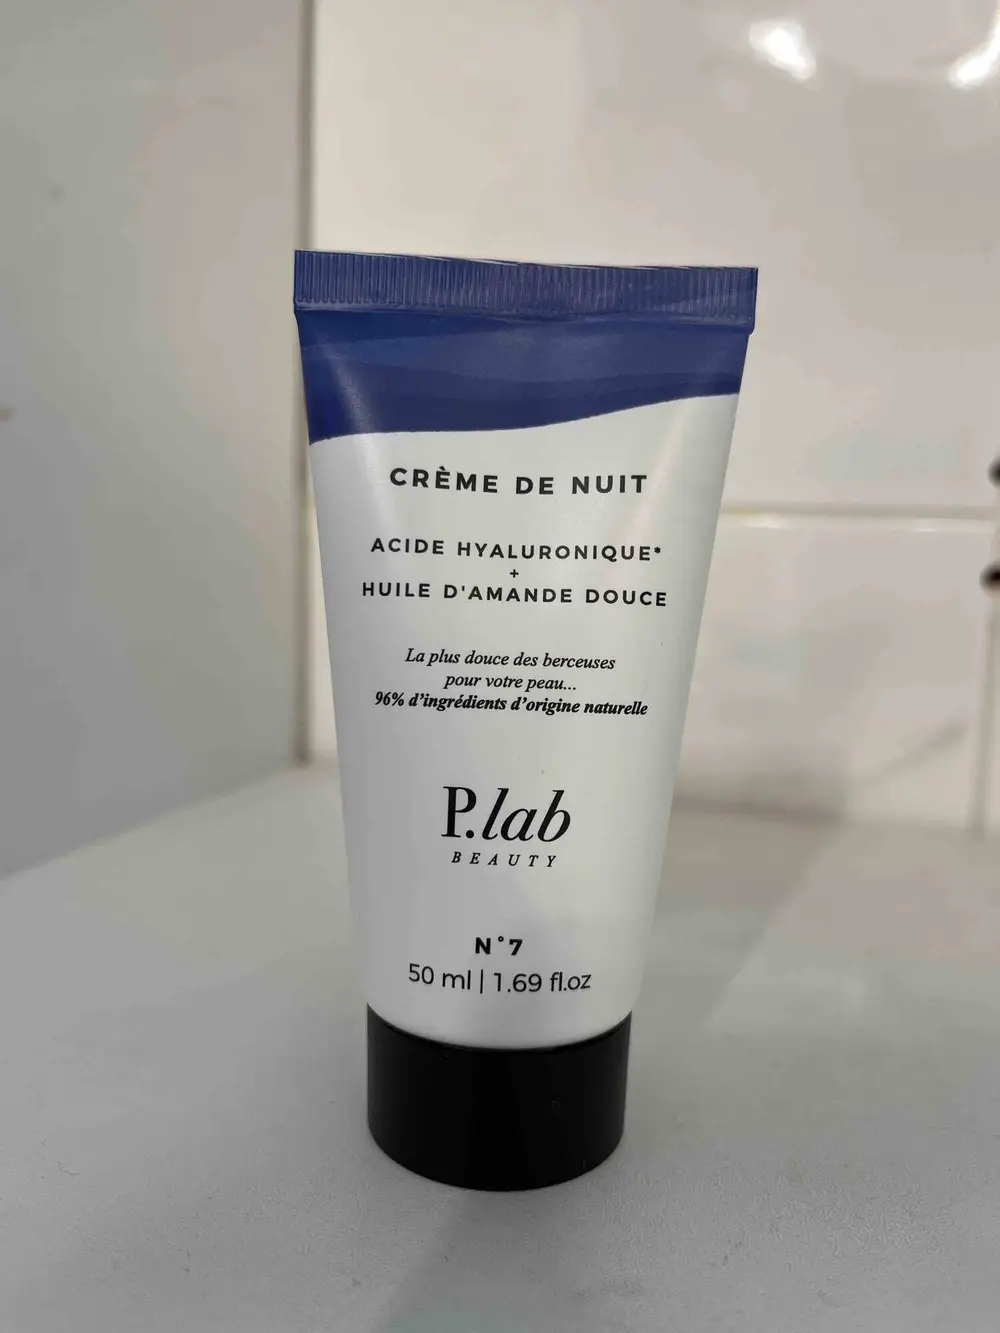 CRÈME DE NUIT
ACIDE HYALURONIQUE*
+
HUILE D'AMANDE DOUCE
La plus douce des berceuses
pour votre peau...
96% d'ingrédients d'origine naturelle
P.lab
BEAUTY
N°7
50 ml | 1.69 fl.oz